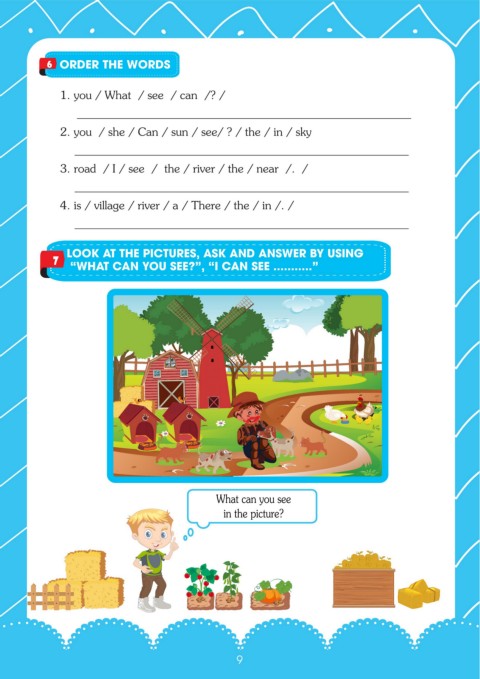 6 ORDER THE WORDS
1. you / What / see / can /? /
2. you / she / Can / sun / see/ ? / the / in / sky
3. road / I / see / the / river / the / near /. /
4. is / village / river / a / There / the / in /. /
7 LOOK AT THE PICTURES, ASK AND ANSWER BY USING
“WHAT CAN YOU SEE?”, “I CAN SEE ...........”
What can you see
in the picture?
9